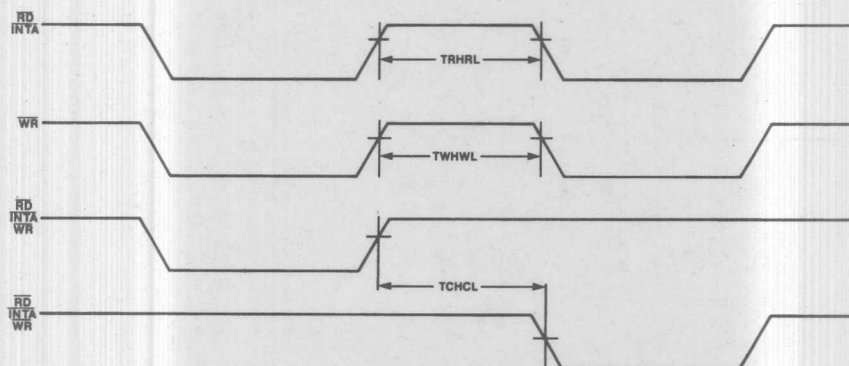 RD
INTA
TRHRL
WR
TWHWL
RD
INTA
WR
TCHCL
RD
INTA
WR